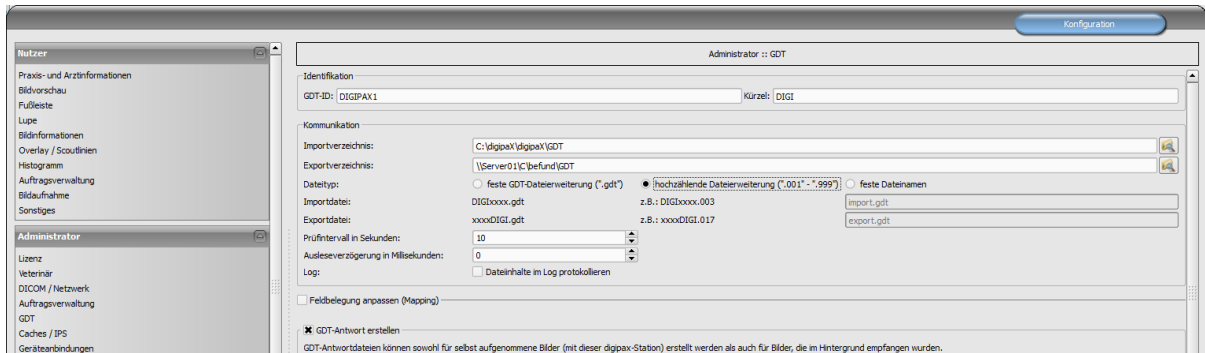 Konfiguration
Nutzer
Praxis- und Arztinformationen
Bildvorschau
Fußleiste
Lupe
Bildinformationen
Overlay / Scoutlinien
Histogramm
Auftragsverwaltung
Bildaufnahme
Sonstiges
Administrator
Lizenz
Veterinär
DICOM / Netzwerk
Auftragsverwaltung
GDT
Caches / IPS
Geräteanbindungen
Administrator :: GDT
Identifikation
GDT-ID: DIGIPAX1 Kürzel: DIGI
Kommunikation
Importverzeichnis: C:\digipaX\digipaX\GDT
Exportverzeichnis: \\Server01\C\befund\GDT
Dateityp: feste GDT-Dateierweiterung (".gdt") hochzählende Dateierweiterung (".001" - ".999") feste Dateinamen
Importdatei: DIGIxxxx.gdt z.B.: DIGIxxxx.003 import.gdt
Exportdatei: xxxxDIGI.gdt z.B.: xxxxDIGI.017 export.gdt
Prüfintervall in Sekunden: 10
Ausleseverzögerung in Millisekunden: 0
Log: Dateiinhalte im Log protokollieren
Feldbelegung anpassen (Mapping)
GDT-Antwort erstellen
GDT-Antwortdateien können sowohl für selbst aufgenommene Bilder (mit dieser digipax-Station) erstellt werden als auch für Bilder, die im Hintergrund empfangen wurden.